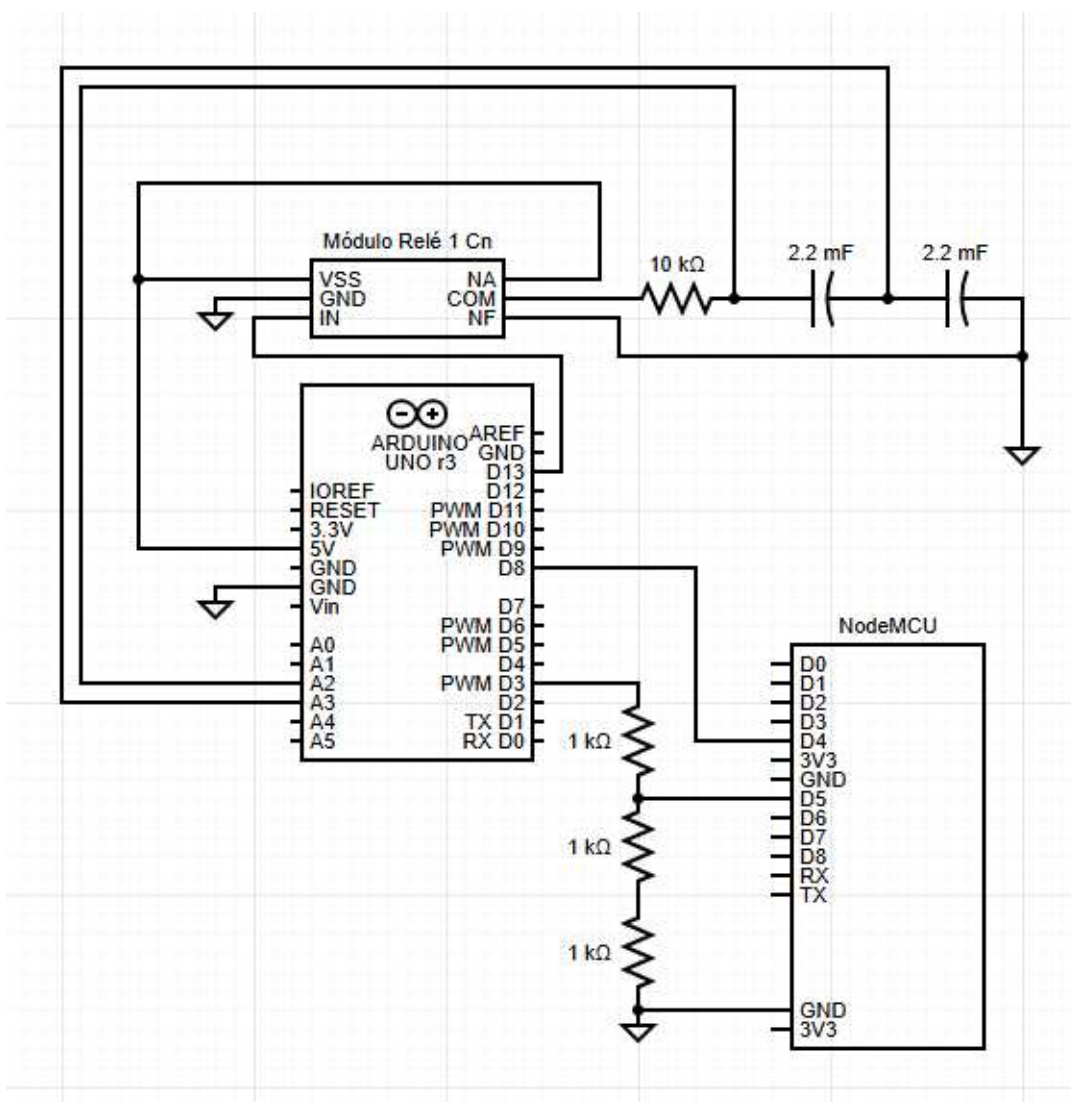 Módulo Relé 1 Cn
VSS
GND
IN
NA
COM
NF
10 kΩ
2.2 mF
2.2 mF
ARDUINO
UNO r3
IOREF
RESET
3.3V
5V
GND
GND
Vin
A0
A1
A2
A3
A4
A5
AREF
GND
D13
D12
PWM D11
PWM D10
PWM D9
D8
D7
PWM D6
PWM D5
D4
PWM D3
D2
TX D1
RX D0
1 kΩ
1 kΩ
1 kΩ
NodeMCU
D0
D1
D2
D3
D4
3V3
GND
D5
D6
D7
D8
RX
TX
GND
3V3